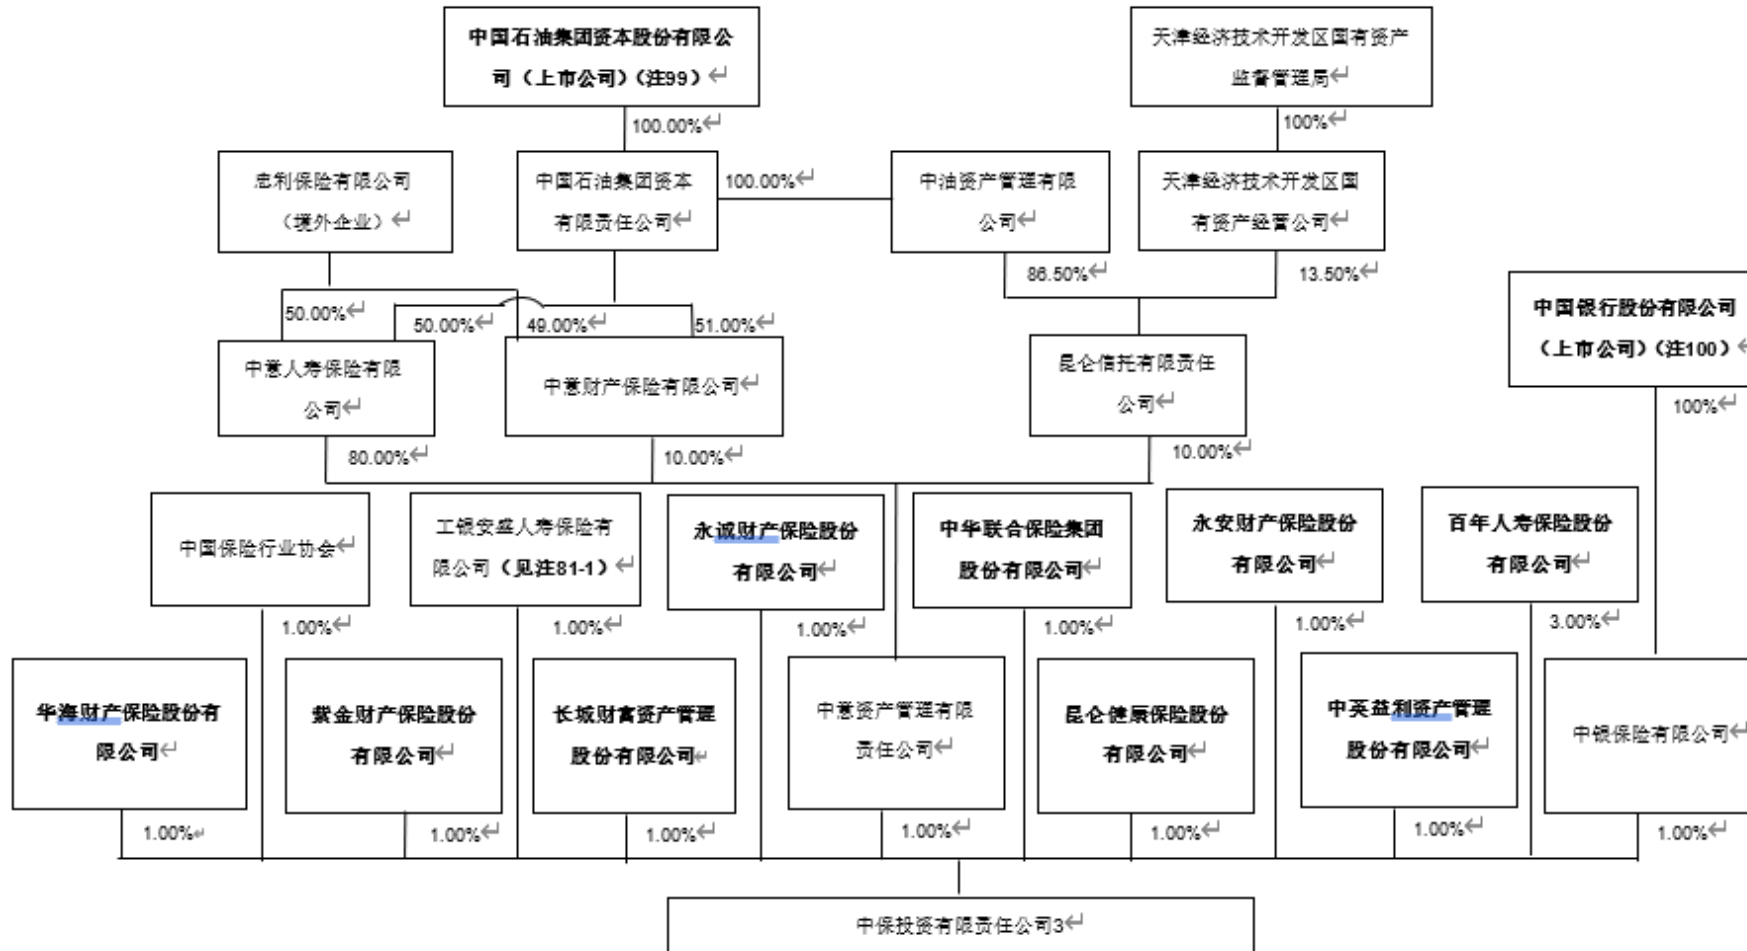 中国石油集团资本股份有限公
司（上市公司）（注99）
天津经济技术开发区国有资产
监督管理局
100.00%
100%
忠利保险有限公司
（境外企业）
中国石油集团资本
有限责任公司
100.00%
中油资产管理有限
公司
天津经济技术开发区国
有资产经营公司
86.50%
13.50%
中国银行股份有限公司
（上市公司）（注100）
50.00%
50.00%
49.00%
51.00%
中意人寿保险有限
公司
中意财产保险有限公司
昆仑信托有限责任
公司
100%
80.00%
10.00%
10.00%
中国保险行业协会
工银安盛人寿保险有
限公司（见注81-1）
永诚财产保险股份
有限公司
中华联合保险集团
股份有限公司
永安财产保险股份
有限公司
百年人寿保险股份
有限公司
1.00%
1.00%
1.00%
1.00%
1.00%
3.00%
华海财产保险股份有
限公司
紫金财产保险股份
有限公司
长城财富资产管理
股份有限公司
中意资产管理有限
责任公司
昆仑健康保险股份
有限公司
中英益利资产管理
股份有限公司
中银保险有限公司
1.00%
1.00%
1.00%
1.00%
1.00%
1.00%
1.00%
中保投资有限责任公司3